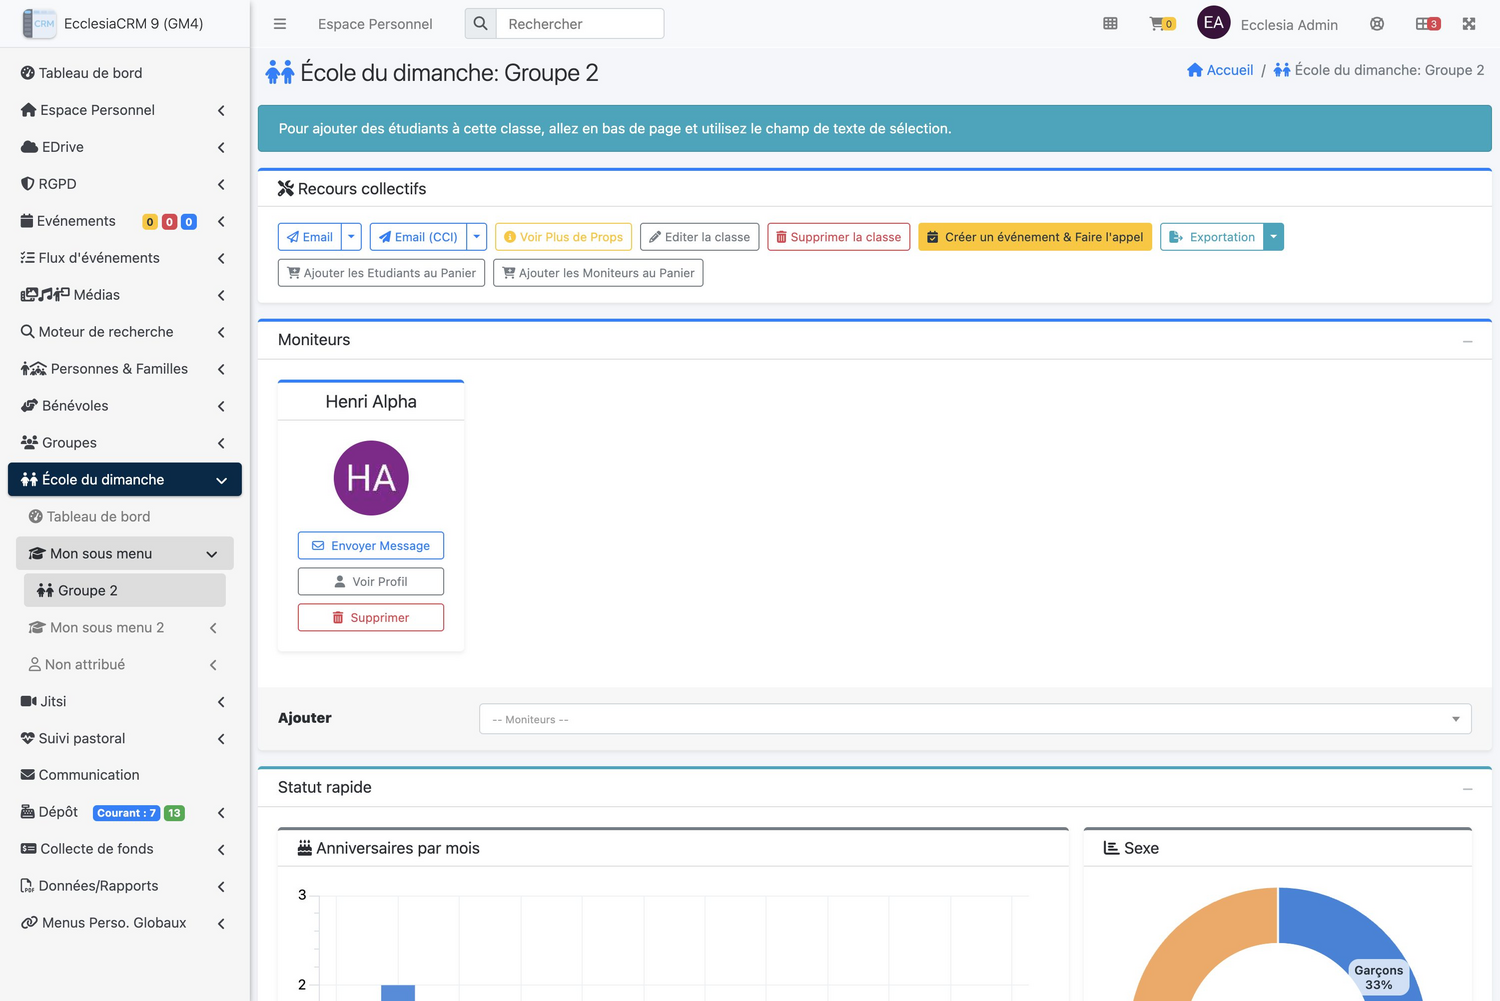 CRM EcclesiaCRM 9 (GM4)
Espace Personnel
Rechercher
0
EA
Ecclesia Admin
3
Tableau de bord
Espace Personnel
EDrive
RGPD
Evénements 0 0 0
Flux d'événements
Médias
Moteur de recherche
Personnes & Familles
Bénévoles
Groupes
École du dimanche
Tableau de bord
Mon sous menu
Groupe 2
Mon sous menu 2
Non attribué
Jitsi
Suivi pastoral
Communication
Dépôt Courant : 7 13
Collecte de fonds
Données/Rapports
Menus Perso. Globaux
École du dimanche: Groupe 2
Accueil / École du dimanche: Groupe 2
Pour ajouter des étudiants à cette classe, allez en bas de page et utilisez le champ de texte de sélection.
Recours collectifs
Email Email (CCI) Voir Plus de Props Editer la classe Supprimer la classe Créer un événement & Faire l'appel Exportation
Ajouter les Etudiants au Panier Ajouter les Moniteurs au Panier
Moniteurs
Henri Alpha
HA
Envoyer Message
Voir Profil
Supprimer
Ajouter -- Moniteurs --
Statut rapide
Anniversaires par mois
3
2
Sexe
Garçons
33%